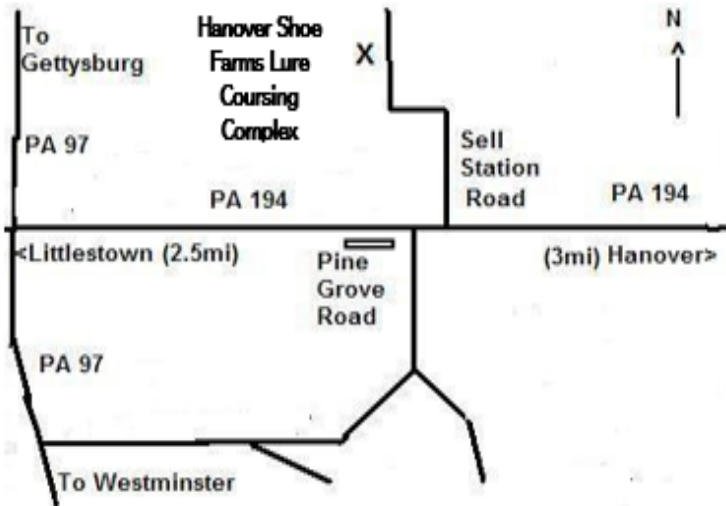 To
Gettysburg
Hanover Shoe
Farms Lure
Coursing
Complex
X
N
PA 97
Sell
Station
Road
PA 194
PA 194
<Littlestown (2.5mi)
Pine
Grove
Road
(3mi) Hanover>
PA 97
To Westminster